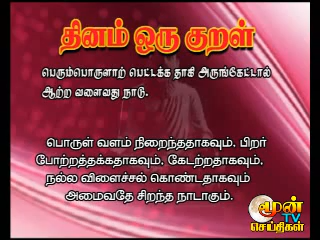 தினம் ஒரு குறள்
பெரும்பொருளாற் பெட்டக்க தாகி அருங்கேட்டால்
ஆற்ற வளைவது நாடு.
பொருள் வளம் நிறைந்ததாகவும். பிறர்
போற்றத்தக்கதாகவும், கேடற்றதாகவும்.
நல்ல விளைச்சல் கொண்டதாகவும்
அமைவதே சிறந்த நாடாகும்.
மூன்
TV
செய்திகள்